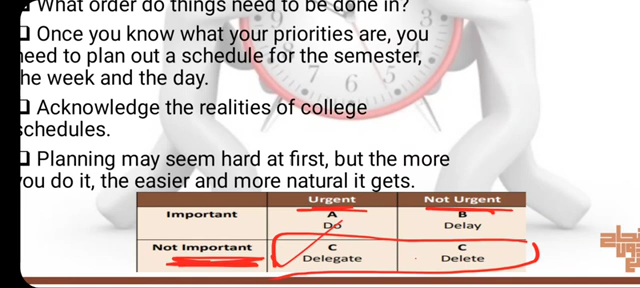 What order do things need to be done in?
❑ Once you know what your priorities are, you
need to plan out a schedule for the semester,
the week and the day.
❑ Acknowledge the realities of college
schedules.
❑ Planning may seem hard at first, but the more
you do it, the easier and more natural it gets.
Urgent Not Urgent
Important A B
Do Delay
Not Important C C
Delegate Delete